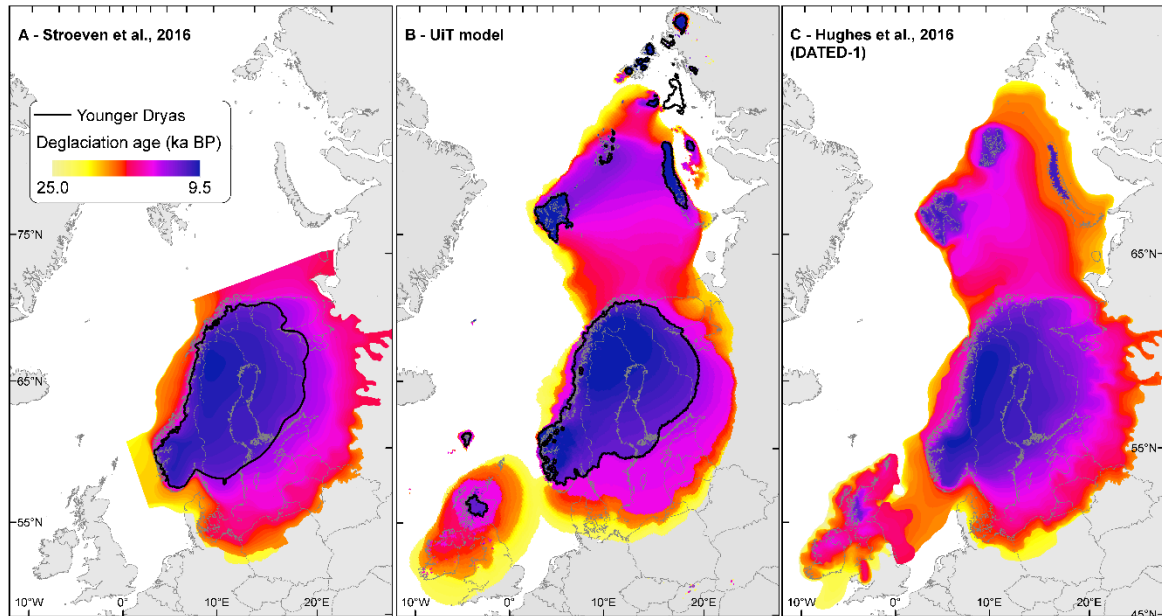 A - Stroeven et al., 2016
Younger Dryas
Deglaciation age (ka BP)
25.0 9.5
75°N
65°N
55°N
10°W 0° 10°E 20°E
B - UiT model
10°W 0° 10°E 20°E
C - Hughes et al., 2016
(DATED-1)
65°N
55°N
45°N
10°W 0° 10°E 20°E